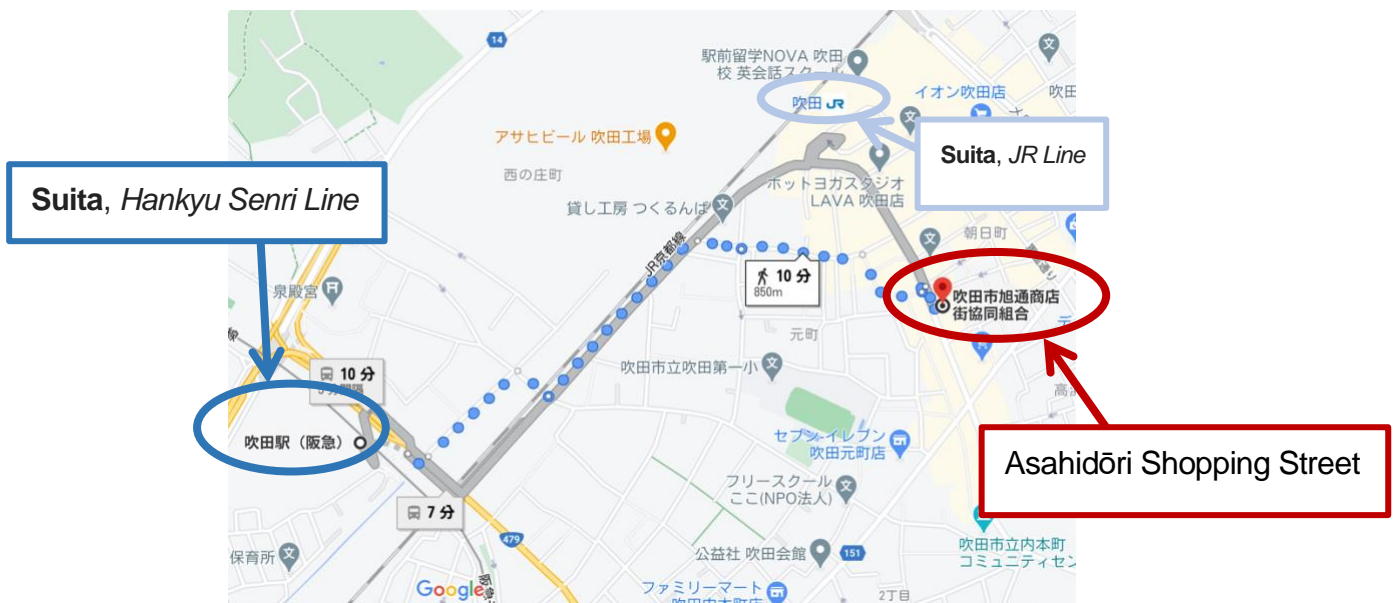 14
駅前留学NOVA 吹田
校 英会話スクール
吹田 JR
イオン吹田店
吹田
アサヒビール 吹田工場
西の庄町
Suita, JR Line
ホットヨガスタジオ
LAVA 吹田店
Suita, Hankyu Senri Line
貸し工房 つくるんぱ
朝日町
JR京都線
10 分
850m
泉殿宮
吹田市旭通商店
街協同組合
元町
吹田市立吹田第一小
10 分
吹田駅（阪急）
セブン-イレブン
吹田元町店
Asahidōri Shopping Street
フリースクール
ここ(NPO法人)
7 分
479
保育所
公益社 吹田会館
151
吹田市立内本町
コミュニティセン
Google
ファミリーマート
2丁目